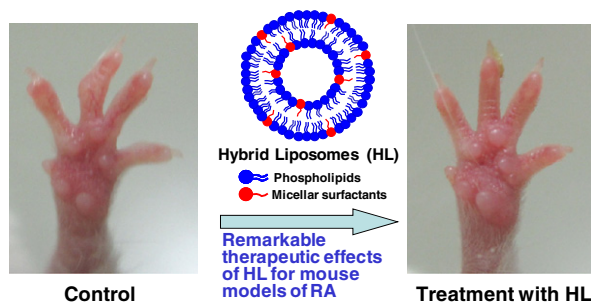 Hybrid Liposomes (HL)
Phospholipids
Micellar surfactants
Remarkable
therapeutic effects
of HL for mouse
models of RA
Control
Treatment with HL